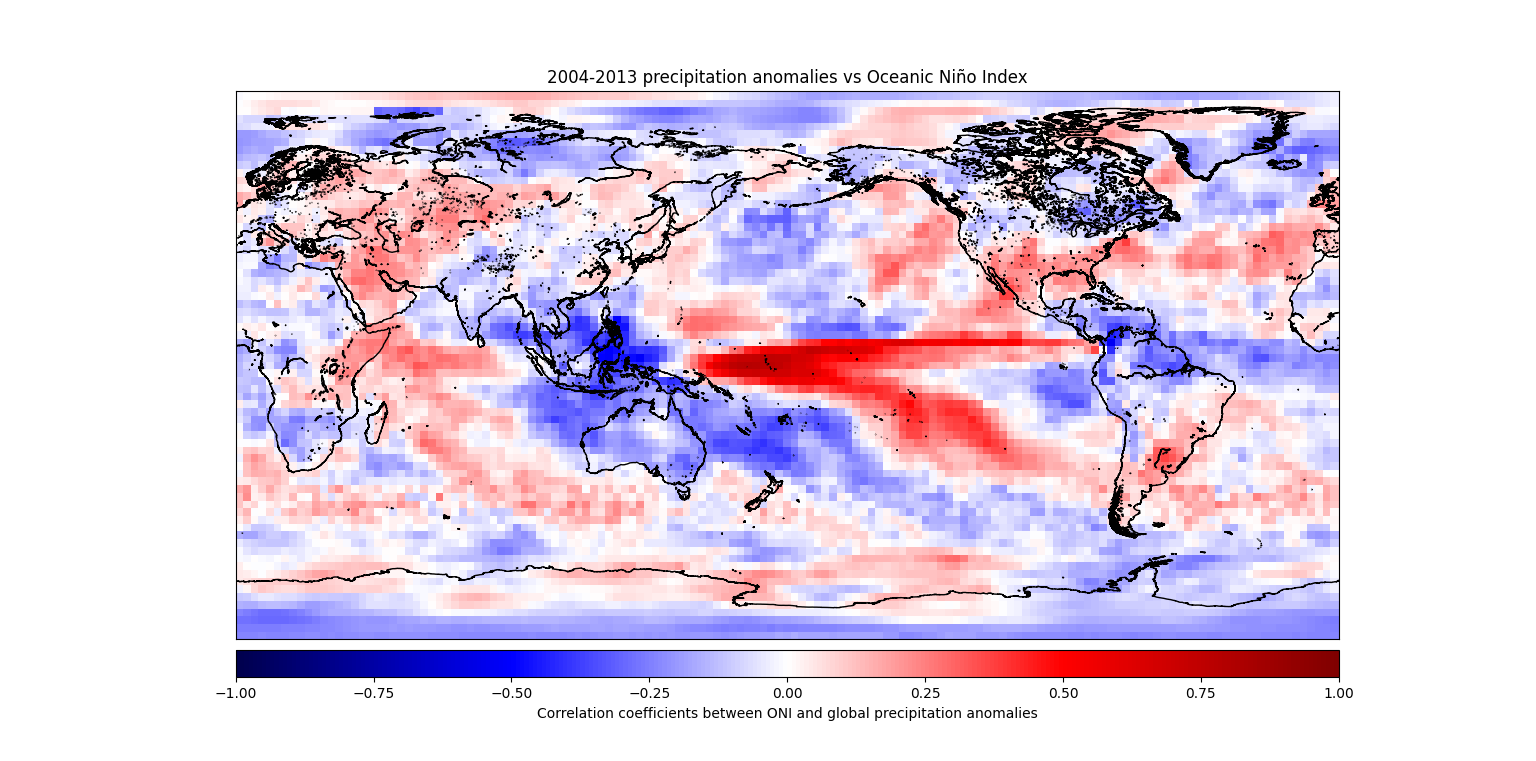 2004-2013 precipitation anomalies vs Oceanic Niño Index
−1.00 −0.75 −0.50 −0.25 0.00 0.25 0.50 0.75 1.00
Correlation coefficients between ONI and global precipitation anomalies